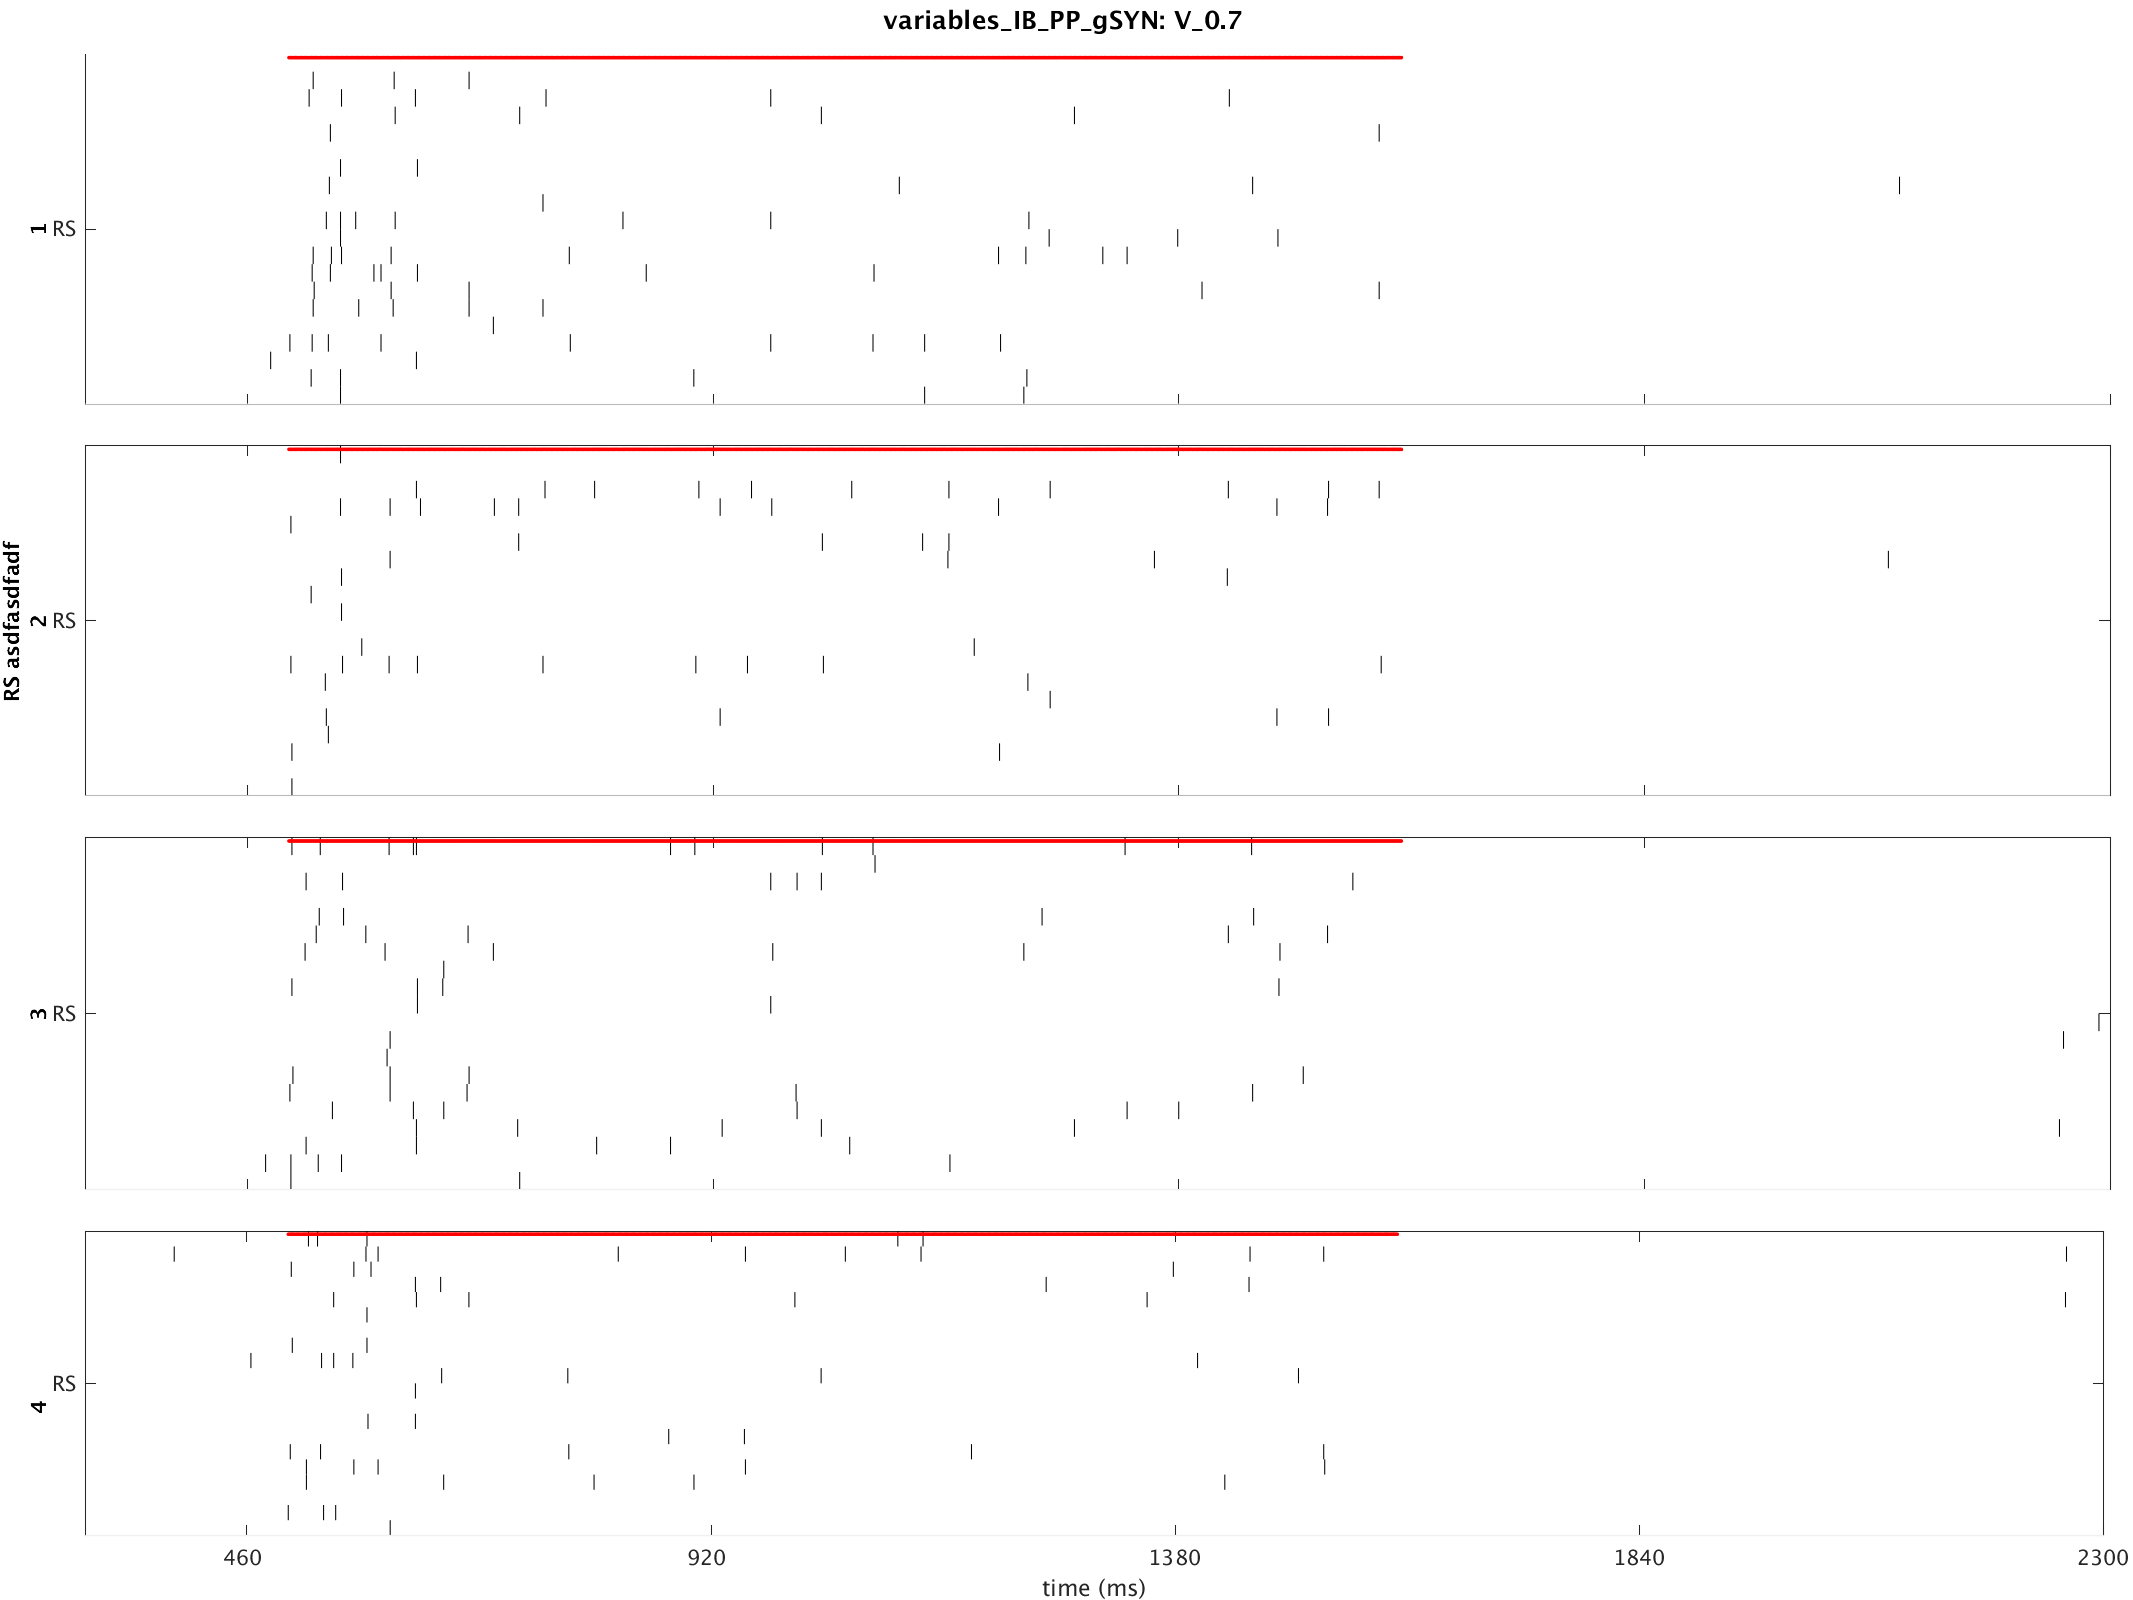 variables_IB_PP_gSYN: V_0.7
1 RS
RS asdfasdfadf
2 RS
3 RS
RS
4
460 920 1380 1840 2300
time (ms)